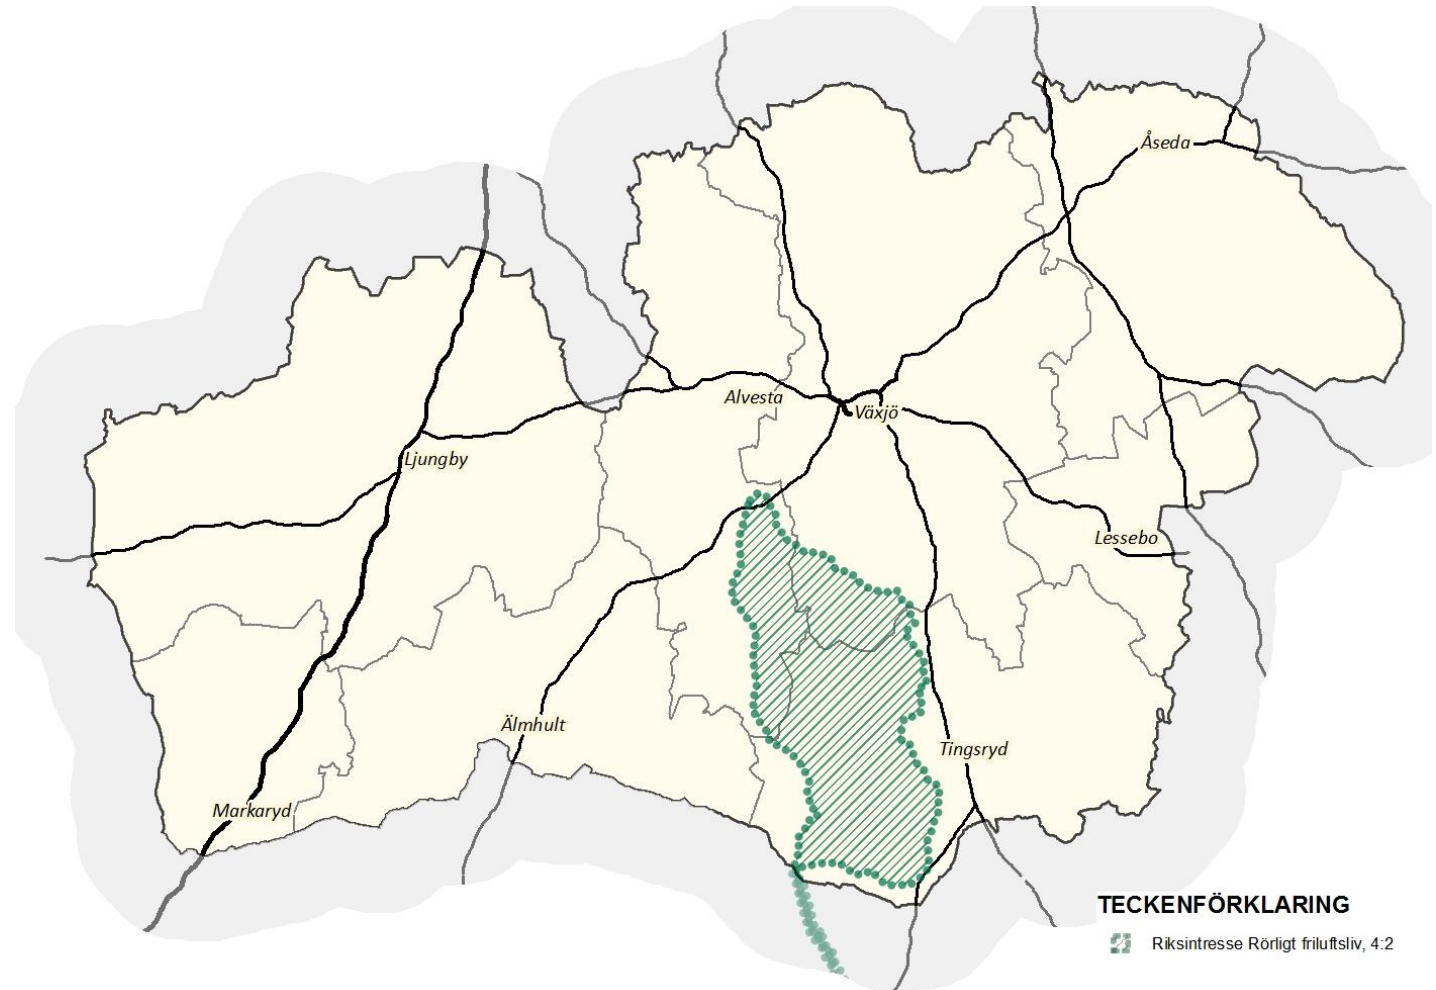 Åseda
Alvesta
Växjö
Ljungby
Lessebo
Älmhult
Tingsryd
Markaryd
TECKENFÖRKLARING
Riksintresse Rörligt friluftsliv, 4:2